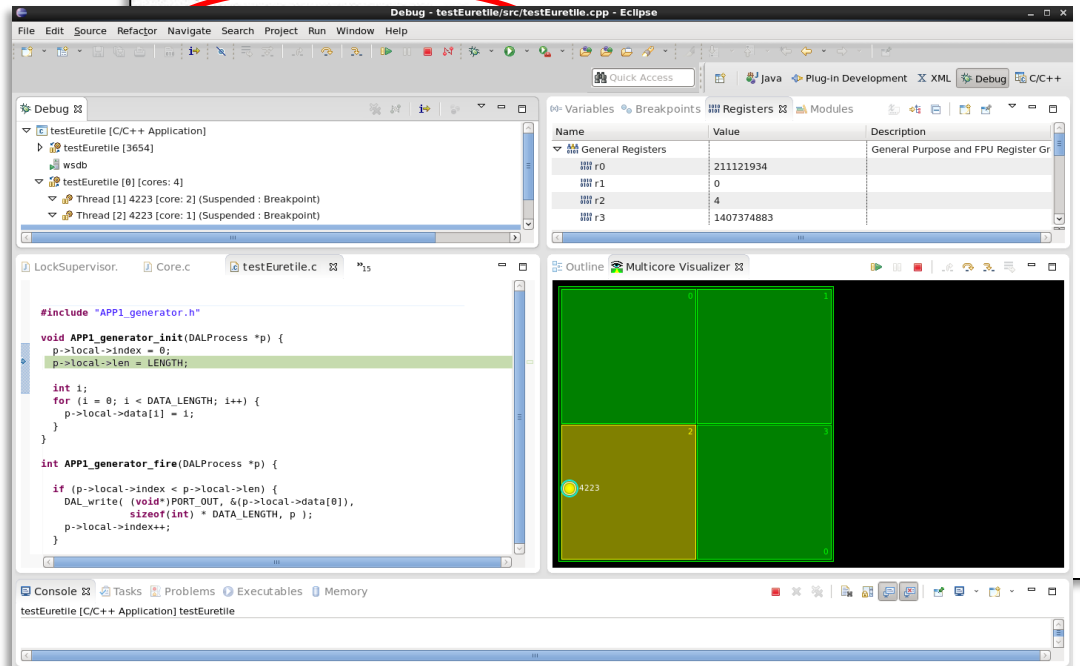 Debug - testEuretile/src/testEuretile.cpp - Eclipse
File Edit Source Refactor Navigate Search Project Run Window Help
Quick Access Java Plug-in Development XML Debug C/C++
Debug
testEuretile [C/C++ Application]
testEuretile [3654]
wsdb
testEuretile [0] [cores: 4]
Thread [1] 4223 [core: 2] (Suspended : Breakpoint)
Thread [2] 4223 [core: 1] (Suspended : Breakpoint)
Variables Breakpoints Registers Modules
Name Value Description
General Registers General Purpose and FPU Register Gr
r0 211121934
r1 0
r2 4
r3 1407374883
LockSupervisor. Core.c testEuretile.c »15
#include "APP1_generator.h"
void APP1_generator_init(DALProcess *p) {
p->local->index = 0;
p->local->len = LENGTH;
int i;
for (i = 0; i < DATA_LENGTH; i++) {
p->local->data[i] = i;
}
}
int APP1_generator_fire(DALProcess *p) {
if (p->local->index < p->local->len) {
DAL_write( (void*)PORT_OUT, &(p->local->data[0]),
sizeof(int) * DATA_LENGTH, p );
p->local->index++;
}
Outline Multicore Visualizer
0 1
2 3
4223
0
Console Tasks Problems Executables Memory
testEuretile [C/C++ Application] testEuretile